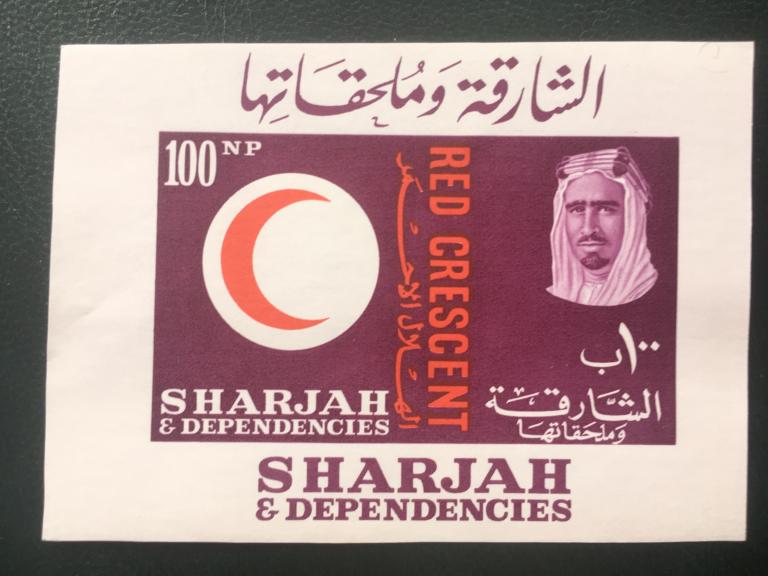 الشارقة وملحقاتها
100 NP
RED CRESCENT
الهلال الاحمر
١٠٠ ب
SHARJAH
& DEPENDENCIES
الشارقة
وملحقاتها
SHARJAH
& DEPENDENCIES